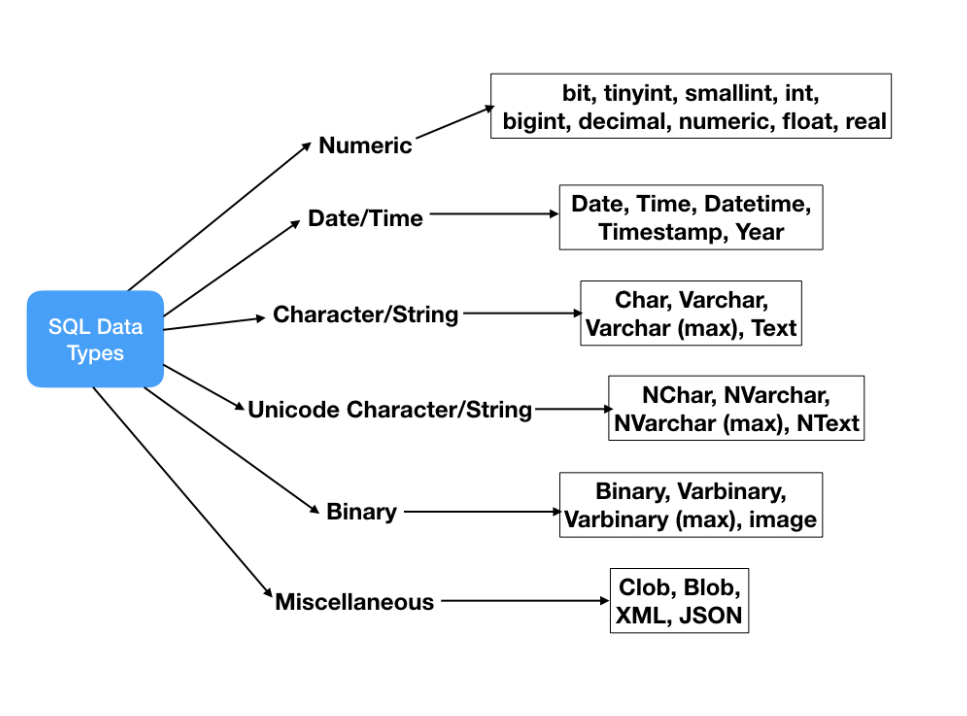 SQL Data
Types
Numeric
bit, tinyint, smallint, int,
bigint, decimal, numeric, float, real
Date/Time
Date, Time, Datetime,
Timestamp, Year
Character/String
Char, Varchar,
Varchar (max), Text
Unicode Character/String
NChar, NVarchar,
NVarchar (max), NText
Binary
Binary, Varbinary,
Varbinary (max), image
Miscellaneous
Clob, Blob,
XML, JSON